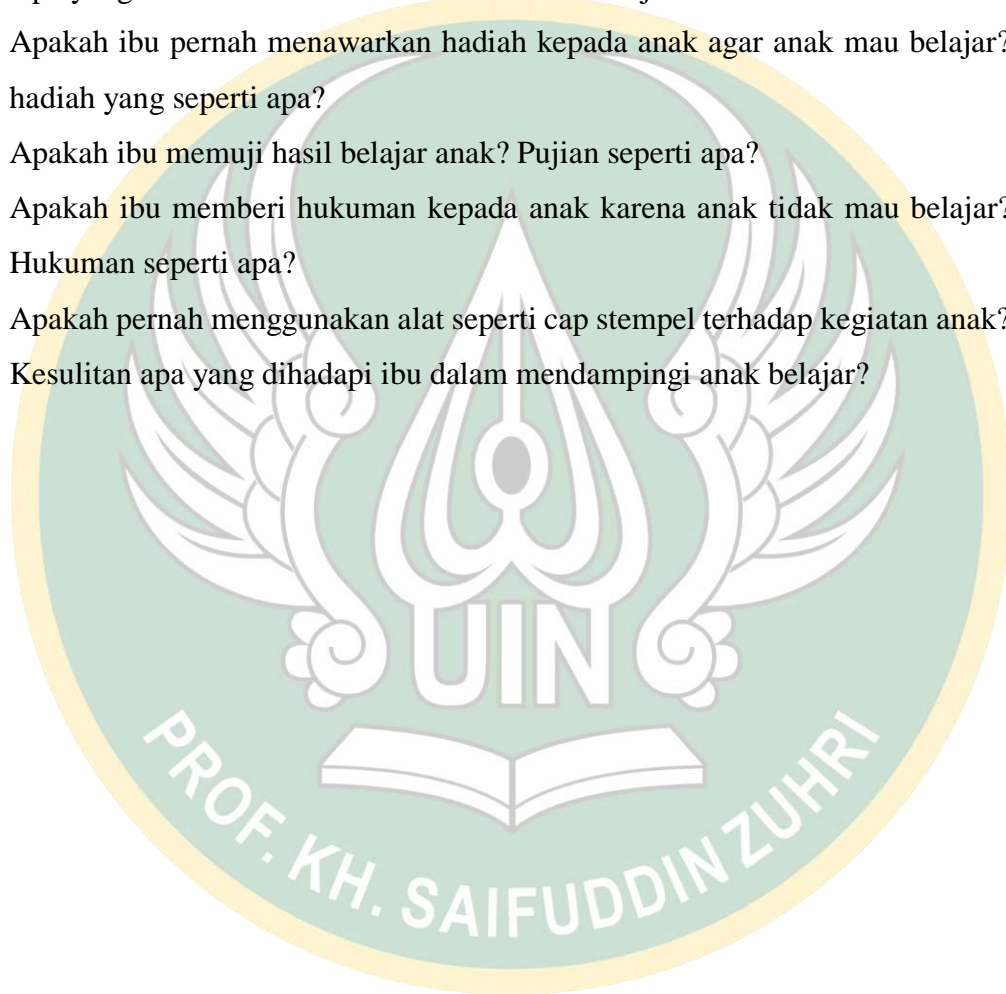 Apakah ibu pernah menawarkan hadiah kepada anak agar anak mau belajar?
hadiah yang seperti apa?
Apakah ibu memuji hasil belajar anak? Pujian seperti apa?
Apakah ibu memberi hukuman kepada anak karena anak tidak mau belajar?
Hukuman seperti apa?
Apakah pernah menggunakan alat seperti cap stempel terhadap kegiatan anak?
Kesulitan apa yang dihadapi ibu dalam mendampingi anak belajar?
UIN
PROF. KH. SAIFUDDIN ZUHRI